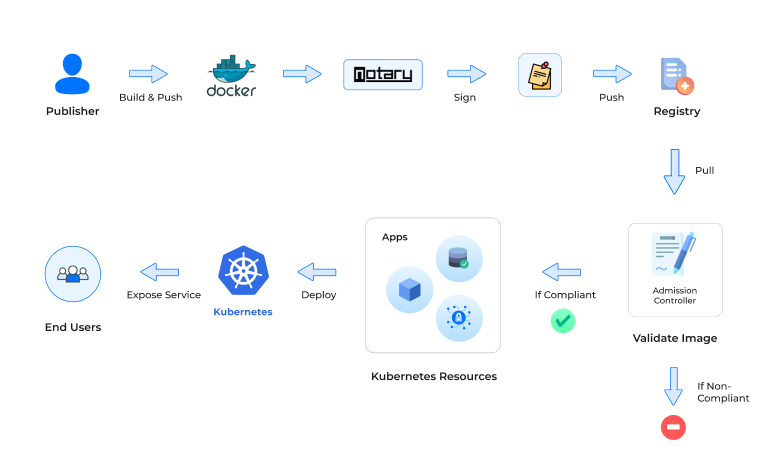 Publisher
Build & Push
docker
notary
Sign
Push
Registry
Pull
Admission
Controller
Validate Image
If Non-
Compliant
If Compliant
Apps
Kubernetes Resources
Deploy
Kubernetes
Expose Service
End Users